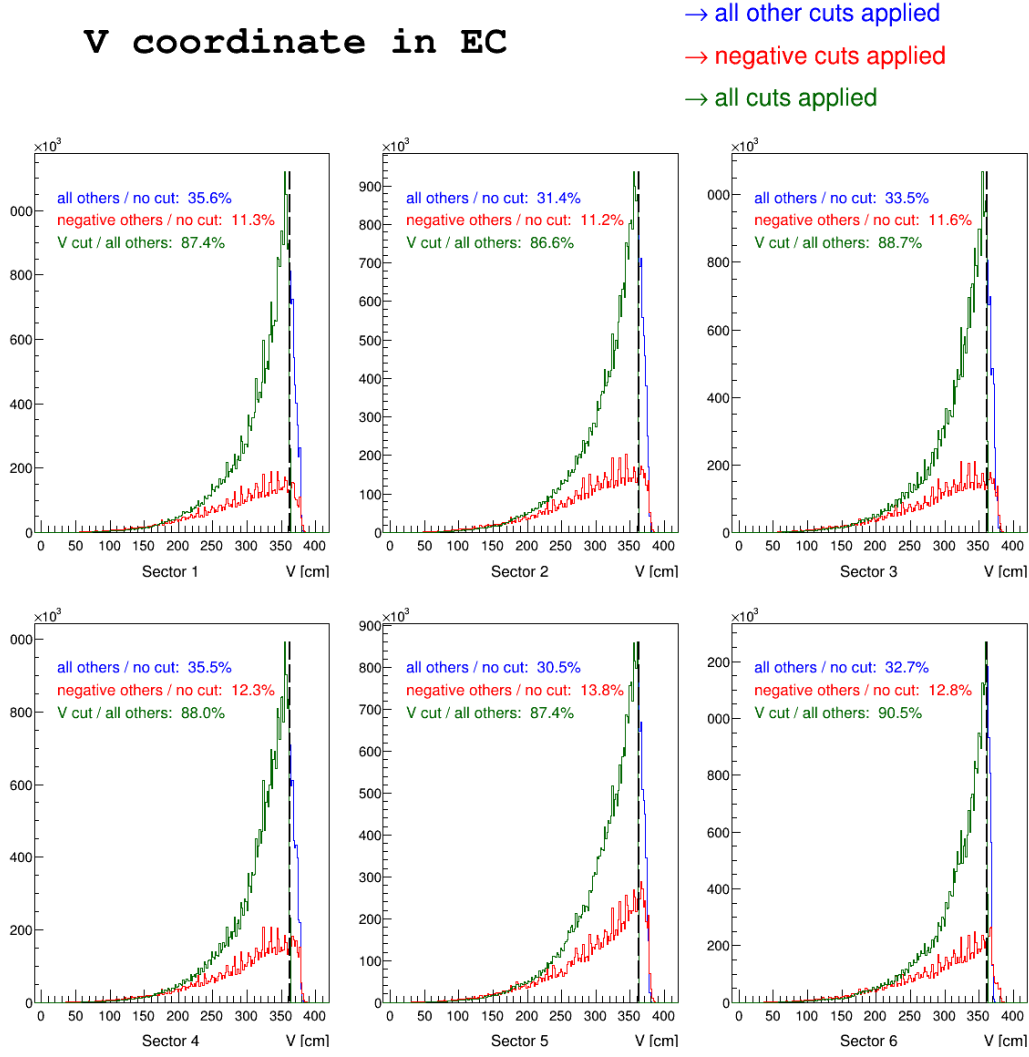 V coordinate in EC
→ all other cuts applied
→ negative cuts applied
→ all cuts applied
×10³
all others / no cut: 35.6%
negative others / no cut: 11.3%
V cut / all others: 87.4%
000
800
600
400
200
0
0 50 100 150 200 250 300 350 400
Sector 1 V [cm]
×10³
all others / no cut: 31.4%
negative others / no cut: 11.2%
V cut / all others: 86.6%
900
800
700
600
500
400
300
200
100
0
0 50 100 150 200 250 300 350 400
Sector 2 V [cm]
×10³
all others / no cut: 33.5%
negative others / no cut: 11.6%
V cut / all others: 88.7%
000
800
600
400
200
0
0 50 100 150 200 250 300 350 400
Sector 3 V [cm]
×10³
all others / no cut: 35.5%
negative others / no cut: 12.3%
V cut / all others: 88.0%
000
800
600
400
200
0
0 50 100 150 200 250 300 350 400
Sector 4 V [cm]
×10³
all others / no cut: 30.5%
negative others / no cut: 13.8%
V cut / all others: 87.4%
900
800
700
600
500
400
300
200
100
0
0 50 100 150 200 250 300 350 400
Sector 5 V [cm]
×10³
all others / no cut: 32.7%
negative others / no cut: 12.8%
V cut / all others: 90.5%
200
000
800
600
400
200
0
0 50 100 150 200 250 300 350 400
Sector 6 V [cm]